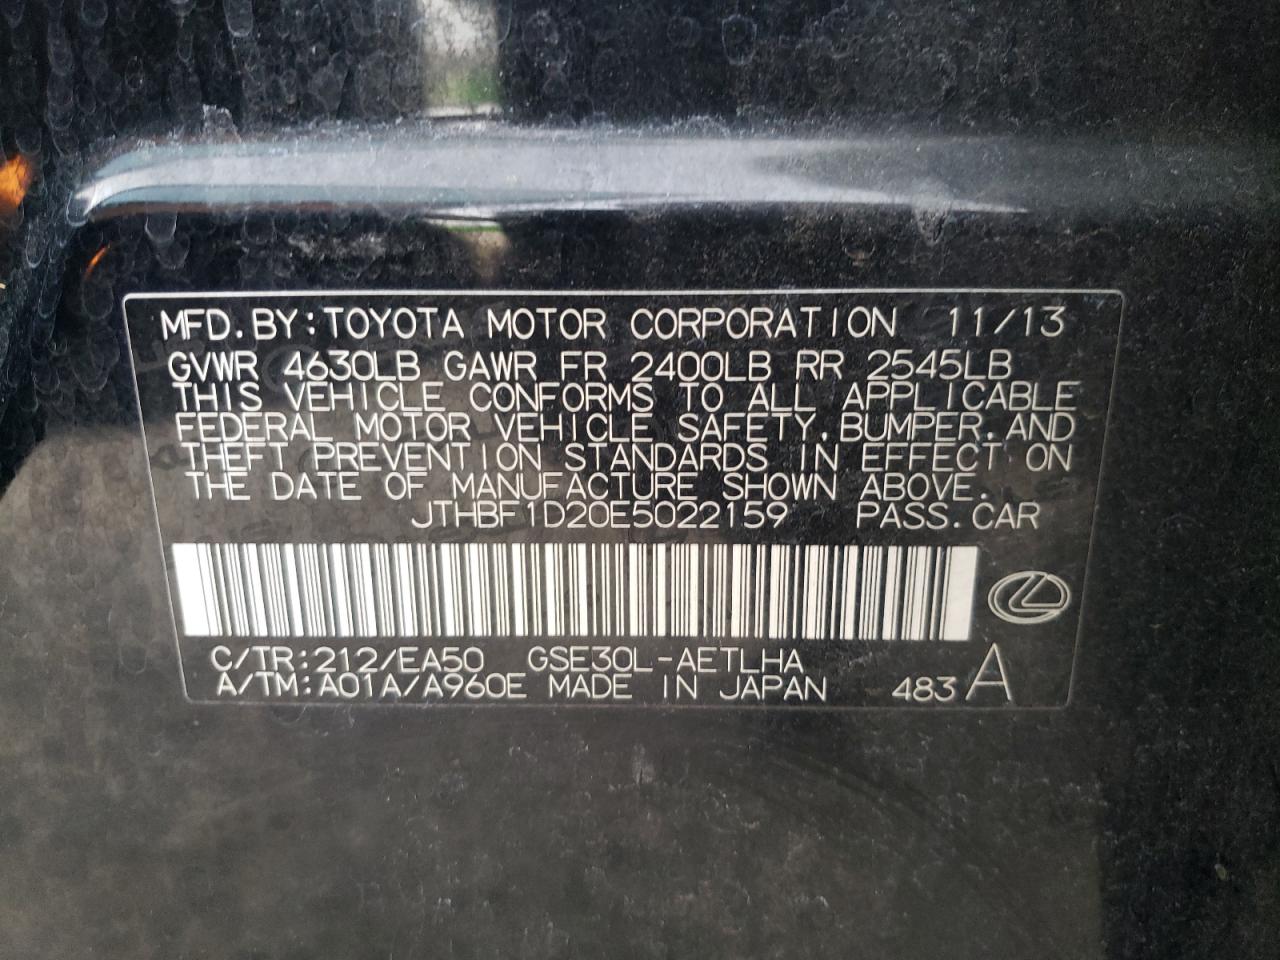 MFD.BY:TOYOTA MOTOR CORPORATION 11/13
GVWR 4630LB GAWR FR 2400LB RR 2545LB
THIS VEHICLE CONFORMS TO ALL APPLICABLE
FEDERAL MOTOR VEHICLE SAFETY,BUMPER,AND
THEFT PREVENTION STANDARDS IN EFFECT ON
THE DATE OF MANUFACTURE SHOWN ABOVE.
JTHBF1D20E5022159 PASS.CAR
C/TR:212/EA50 GSE30L-AETLHA
A/TM:A01A/A960E MADE IN JAPAN 483 A